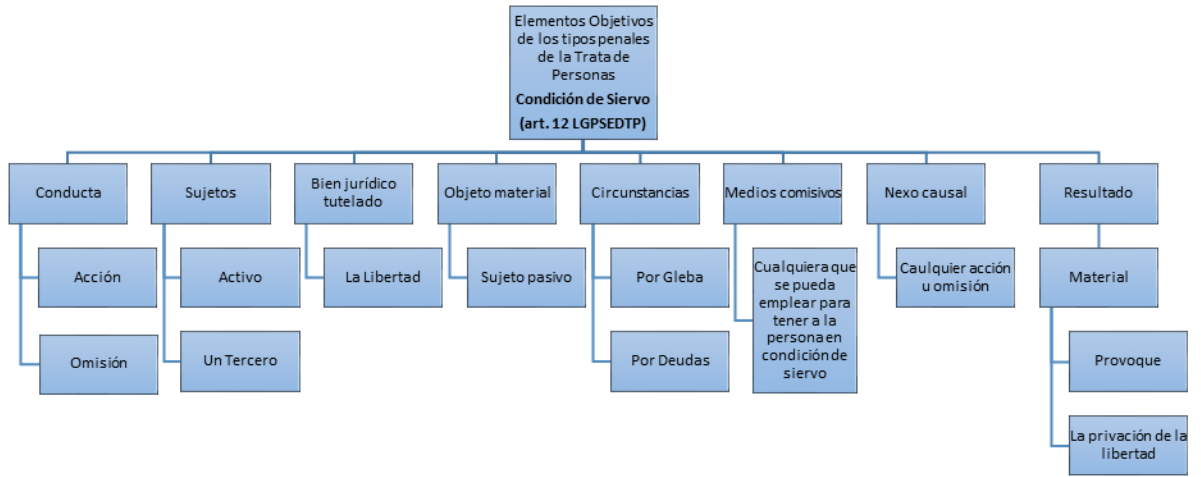 Elementos Objetivos
de los tipos penales
de la Trata de
Personas
Condición de Siervo
(art. 12 LGPSEDTP)
Conducta
Acción
Omisión
Sujetos
Activo
Un Tercero
Bien jurídico
tutelado
La Libertad
Objeto material
Sujeto pasivo
Circunstancias
Por Gleba
Por Deudas
Medios comisivos
Cualquiera que
se pueda
emplear para
tener a la
persona en
condición de
siervo
Nexo causal
Caulquier acción
u omisión
Resultado
Material
Provoque
La privación de la
libertad